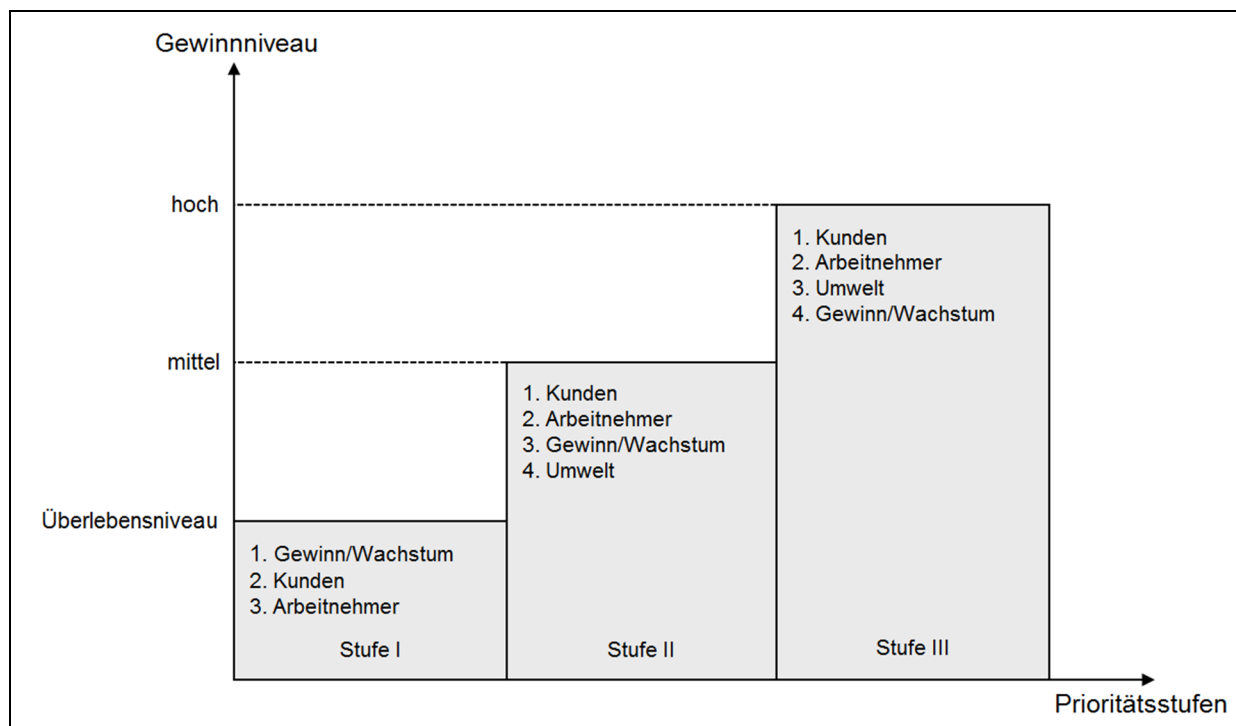 Gewinnniveau
hoch
1. Kunden
2. Arbeitnehmer
3. Umwelt
4. Gewinn/Wachstum
mittel
1. Kunden
2. Arbeitnehmer
3. Gewinn/Wachstum
4. Umwelt
Überlebensniveau
1. Gewinn/Wachstum
2. Kunden
3. Arbeitnehmer
Stufe I
Stufe II
Stufe III
Prioritätsstufen